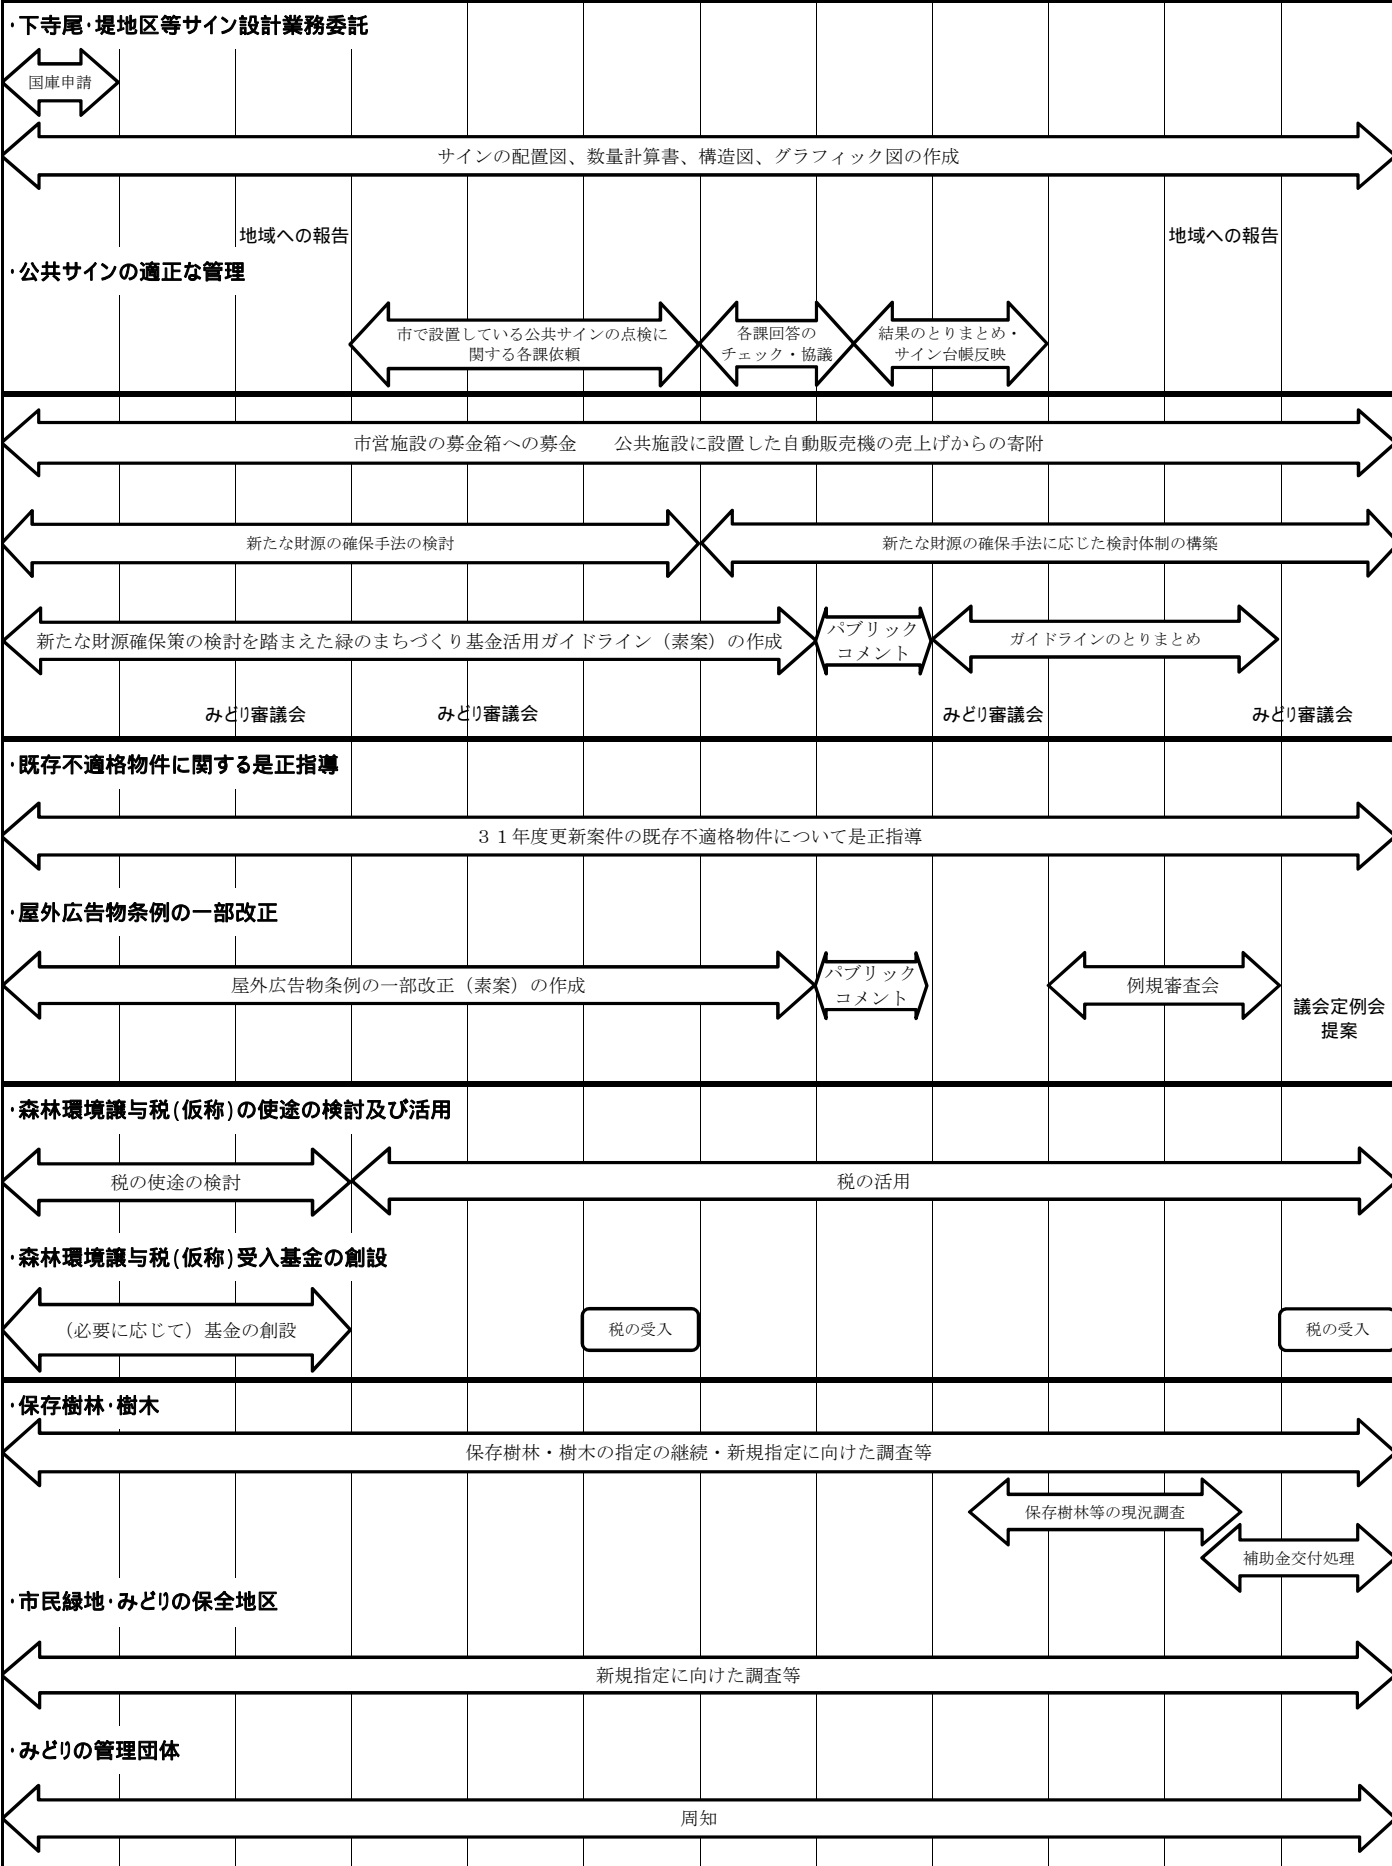 ・下寺尾・堤地区等サイン設計業務委託
国庫申請
サインの配置図、数量計算書、構造図、グラフィック図の作成
地域への報告
地域への報告
・公共サインの適正な管理
市で設置している公共サインの点検に
関する各課依頼
各課回答の
チェック・協議
結果のとりまとめ・
サイン台帳反映
市営施設の募金箱への募金　公共施設に設置した自動販売機の売上げからの寄附
新たな財源の確保手法の検討
新たな財源の確保手法に応じた検討体制の構築
新たな財源確保策の検討を踏まえた緑のまちづくり基金活用ガイドライン（素案）の作成
パブリック
コメント
ガイドラインのとりまとめ
みどり審議会
みどり審議会
みどり審議会
みどり審議会
・既存不適格物件に関する是正指導
３１年度更新案件の既存不適格物件について是正指導
・屋外広告物条例の一部改正
屋外広告物条例の一部改正（素案）の作成
パブリック
コメント
例規審査会
議会定例会
提案
・森林環境譲与税(仮称)の使途の検討及び活用
税の使途の検討
税の活用
・森林環境譲与税(仮称)受入基金の創設
（必要に応じて）基金の創設
税の受入
税の受入
・保存樹林・樹木
保存樹林・樹木の指定の継続・新規指定に向けた調査等
保存樹林等の現況調査
補助金交付処理
・市民緑地・みどりの保全地区
新規指定に向けた調査等
・みどりの管理団体
周知